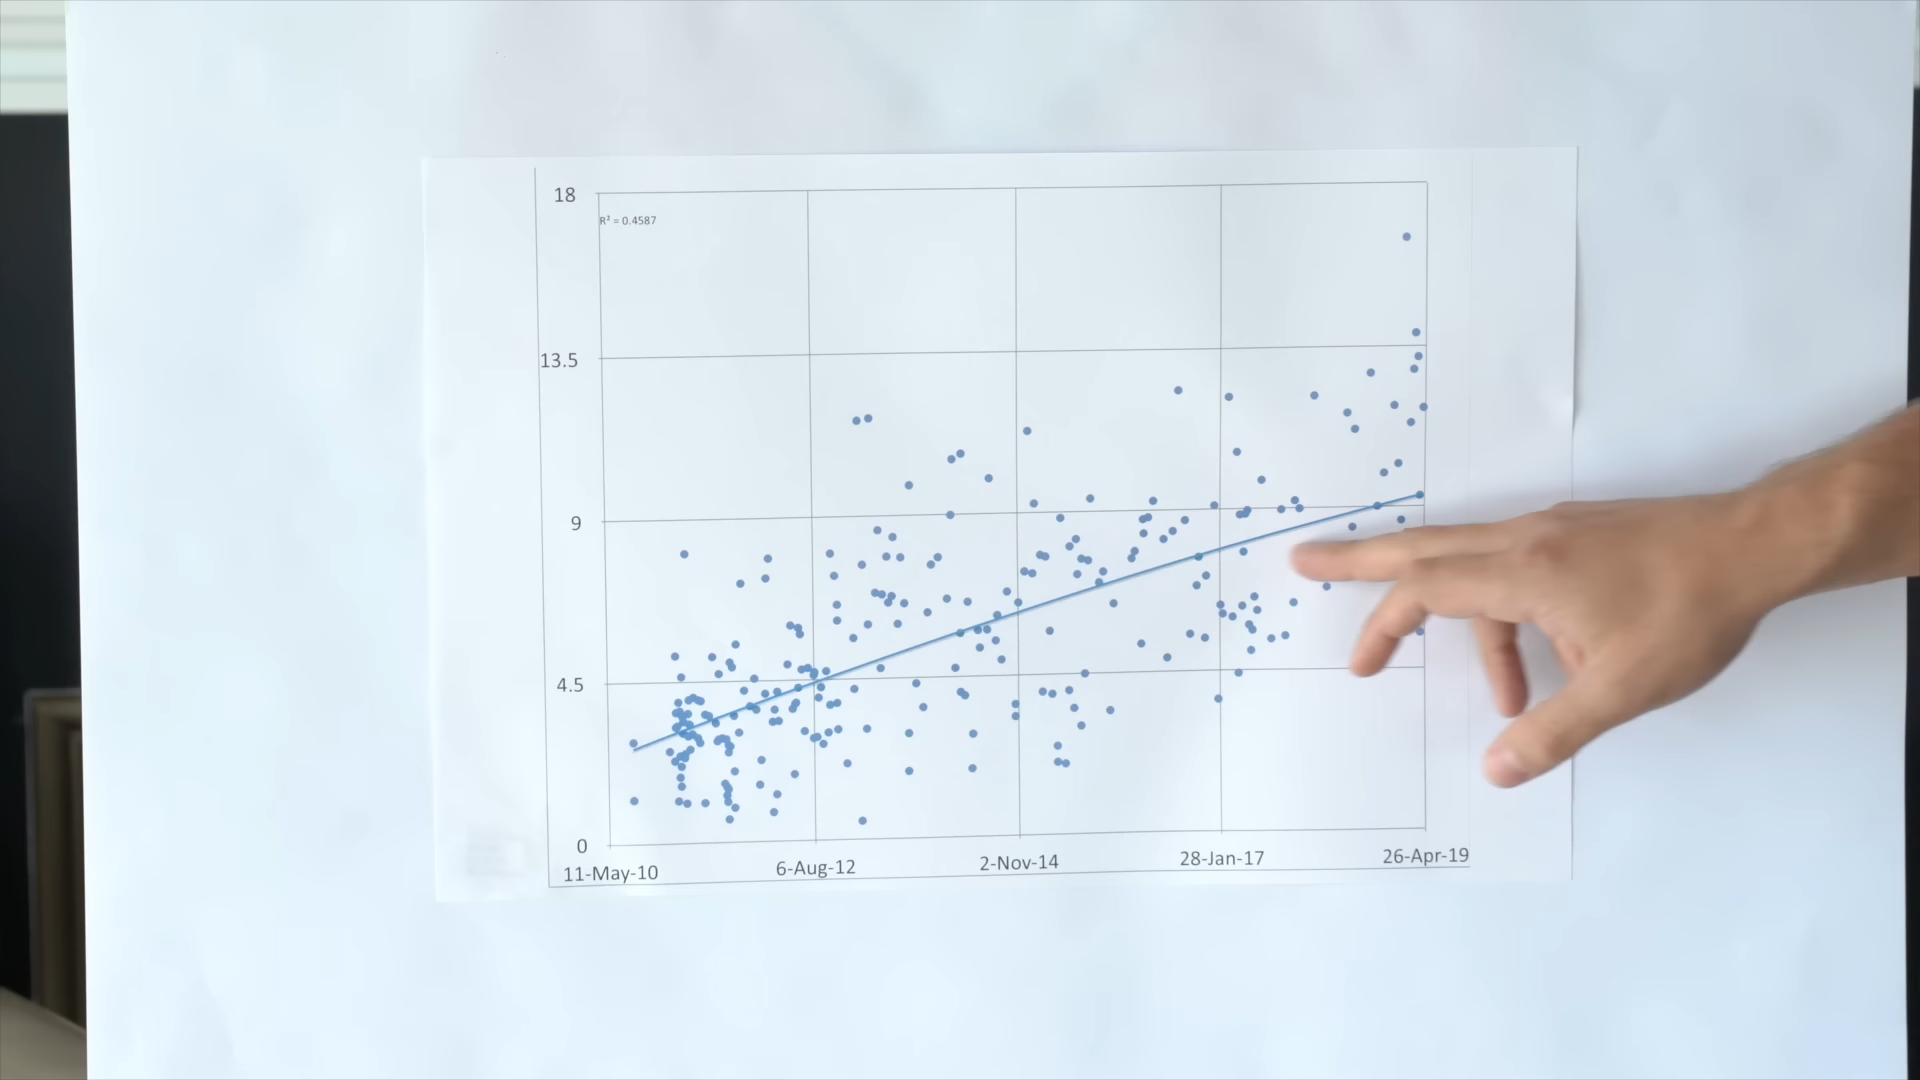 18
R² = 0.4587
13.5
9
4.5
0
11-May-10
6-Aug-12
2-Nov-14
28-Jan-17
26-Apr-19